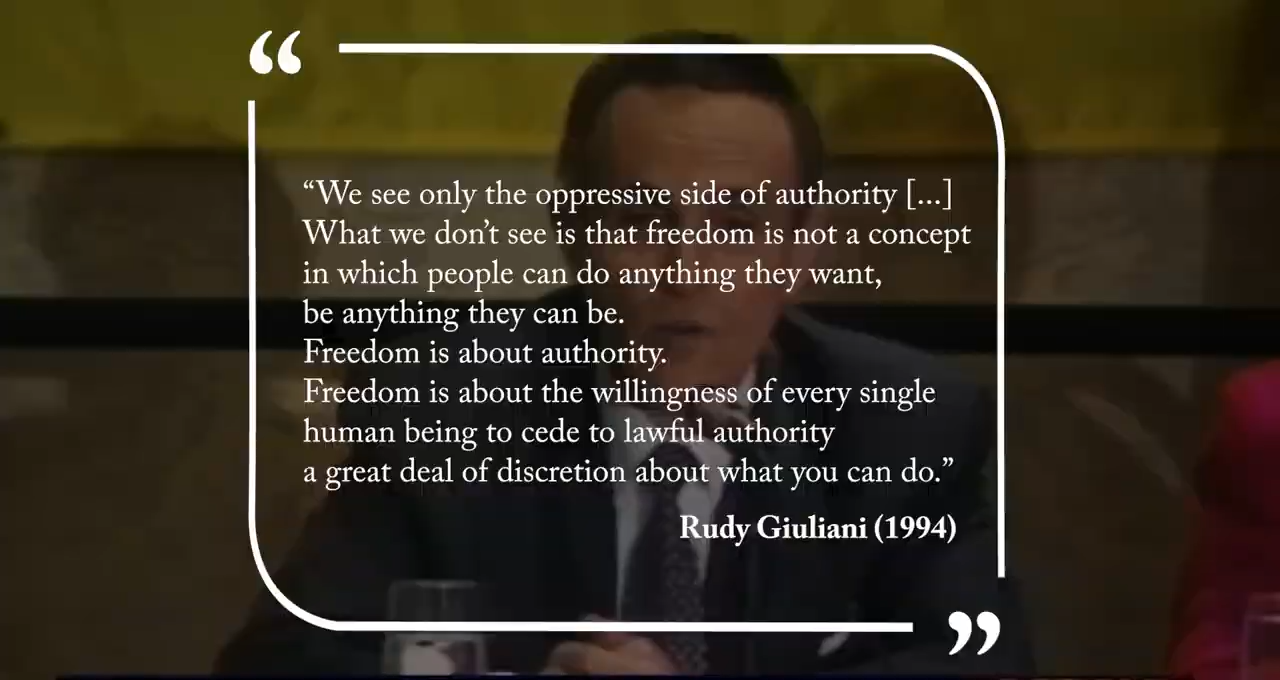 “We see only the oppressive side of authority [...]
What we don’t see is that freedom is not a concept
in which people can do anything they want,
be anything they can be.
Freedom is about authority.
Freedom is about the willingness of every single
human being to cede to lawful authority
a great deal of discretion about what you can do.”
Rudy Giuliani (1994)